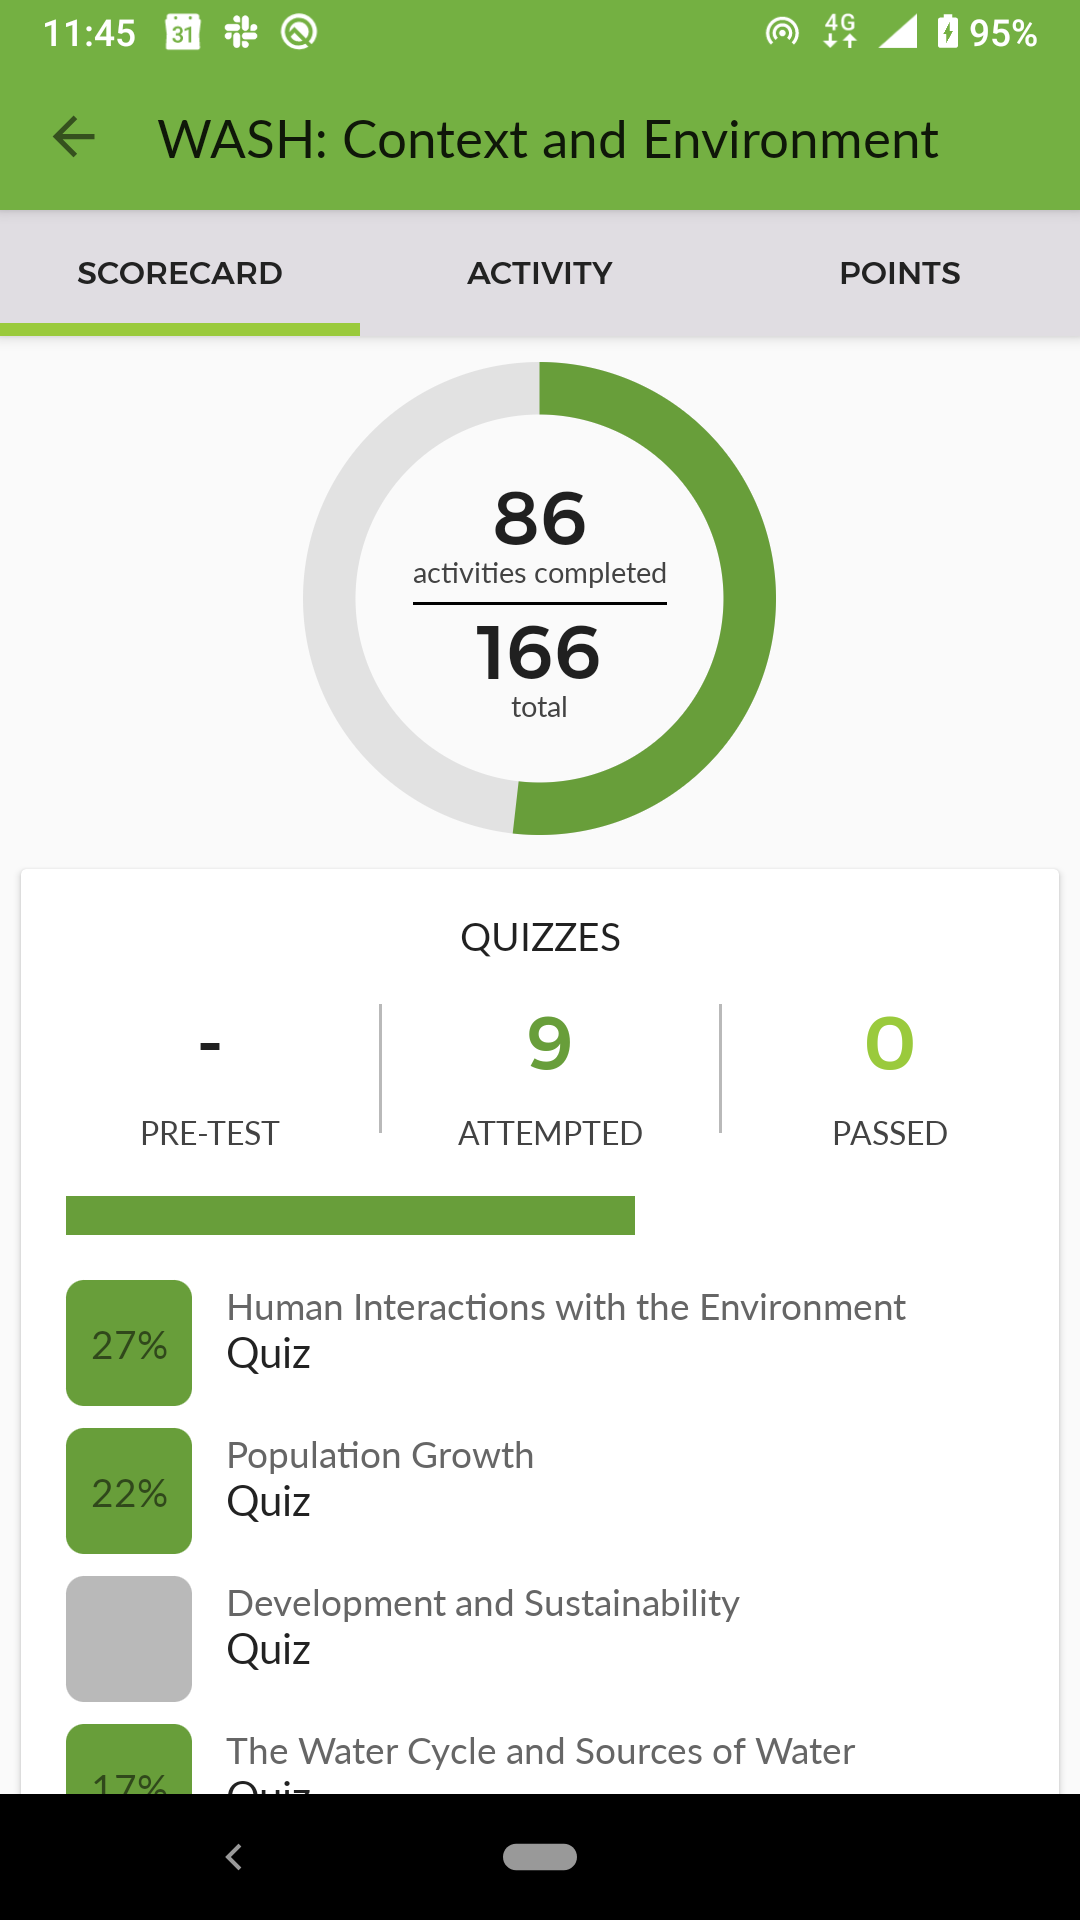 11:45 31 4G 95%
WASH: Context and Environment
SCORECARD ACTIVITY POINTS
86
activities completed
166
total
QUIZZES
- 9 0
PRE-TEST ATTEMPTED PASSED
Human Interactions with the Environment
27% Quiz
Population Growth
22% Quiz
Development and Sustainability
Quiz
The Water Cycle and Sources of Water
17% Quiz